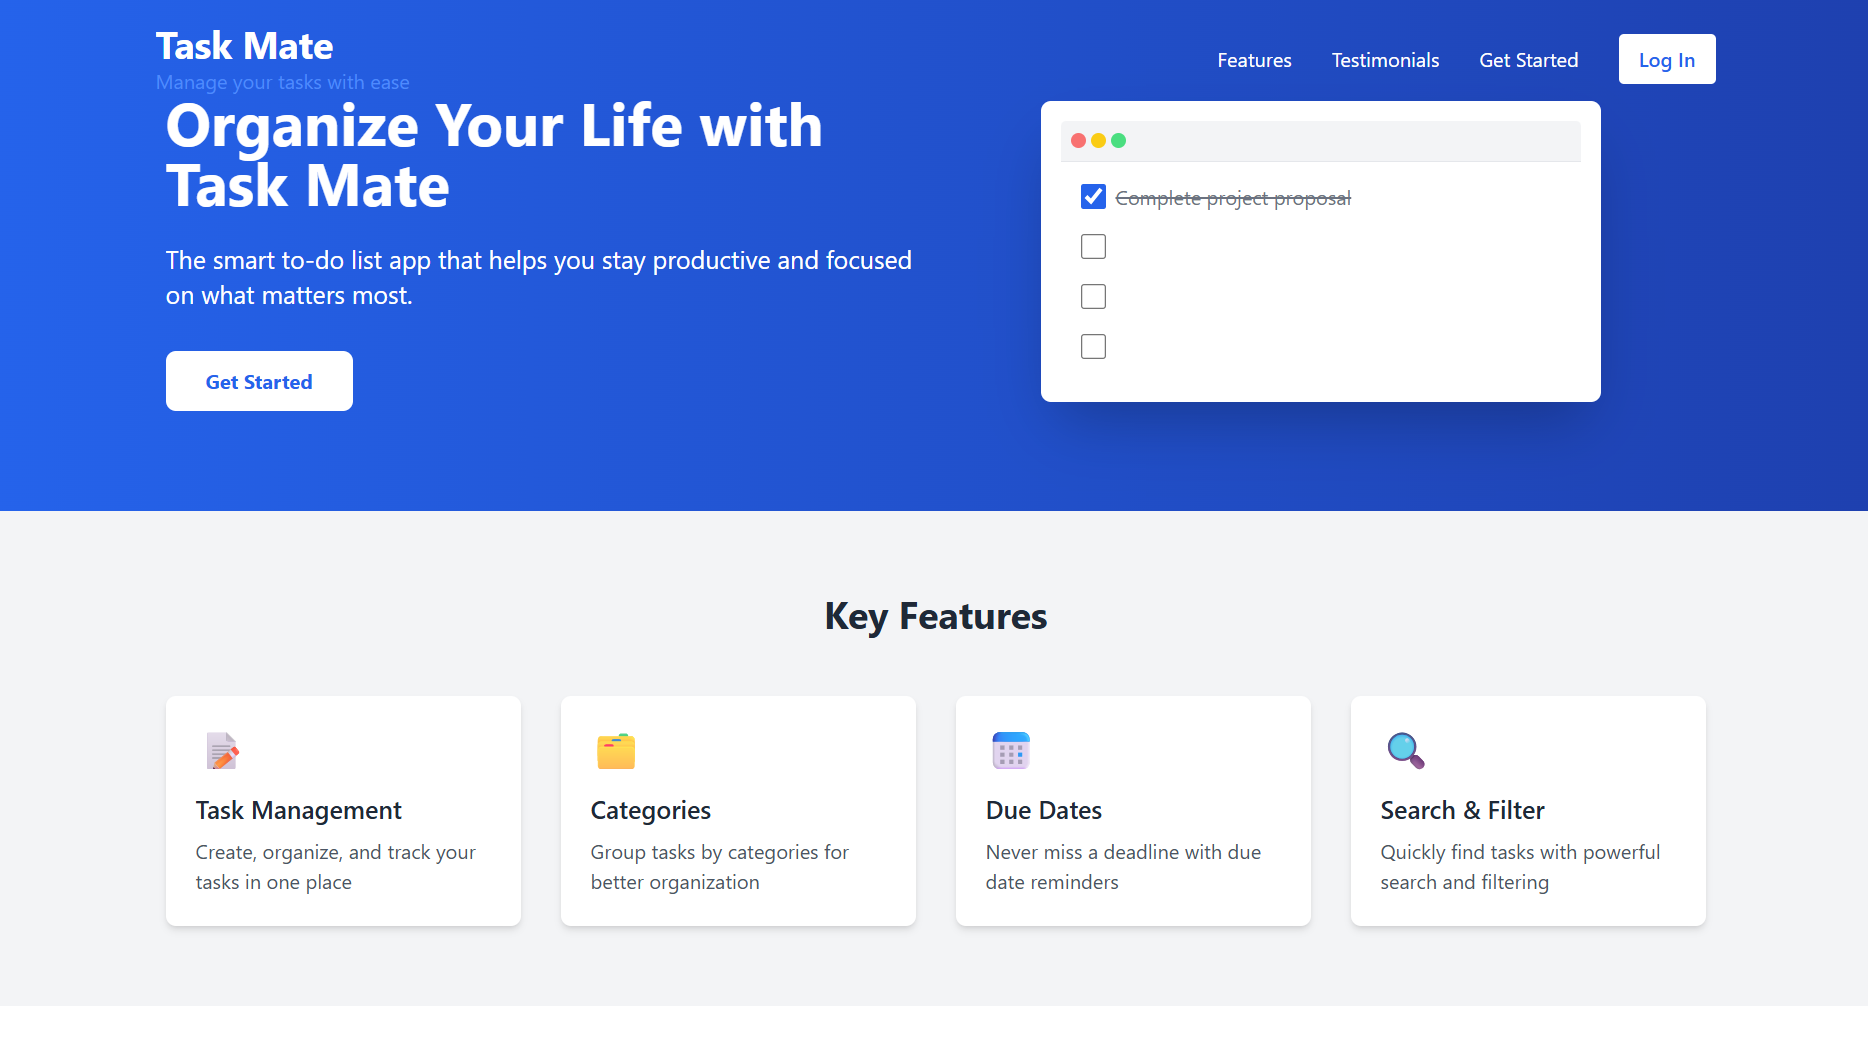 Task Mate
Manage your tasks with ease
Features
Testimonials
Get Started
Log In
Organize Your Life with
Task Mate
The smart to-do list app that helps you stay productive and focused
on what matters most.
Get Started
Complete project proposal
Key Features
Task Management
Create, organize, and track your
tasks in one place
Categories
Group tasks by categories for
better organization
Due Dates
Never miss a deadline with due
date reminders
Search & Filter
Quickly find tasks with powerful
search and filtering